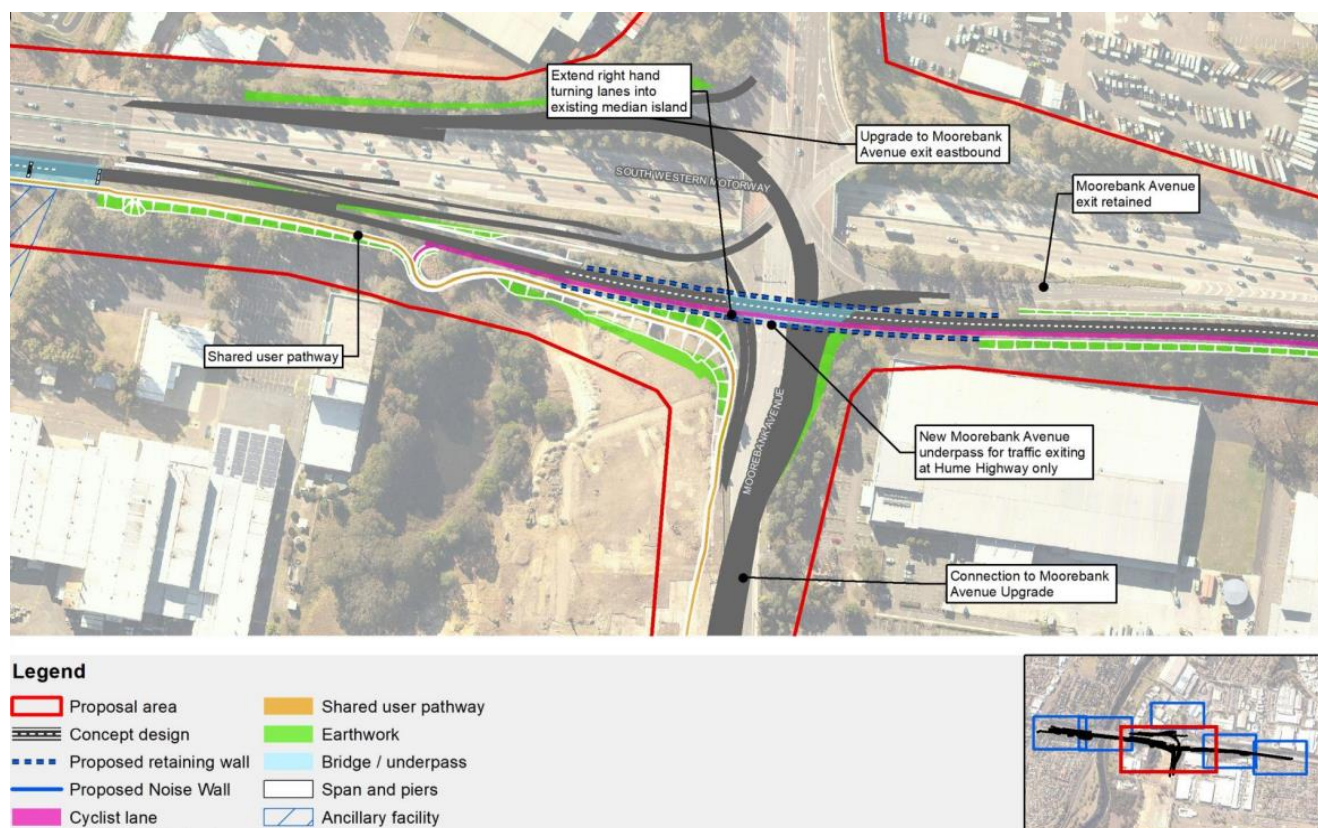 Extend right hand
turning lanes into
existing median island
Upgrade to Moorebank
Avenue exit eastbound
SOUTH WESTERN MOTORWAY
Moorebank Avenue
exit retained
Shared user pathway
MOOREBANK AVENUE
New Moorebank Avenue
underpass for traffic exiting
at Hume Highway only
Connection to Moorebank
Avenue Upgrade
Legend
Proposal area
Concept design
Proposed retaining wall
Proposed Noise Wall
Cyclist lane
Shared user pathway
Earthwork
Bridge / underpass
Span and piers
Ancillary facility